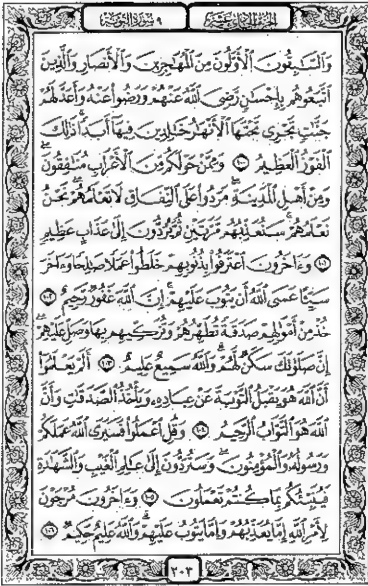 الجزء الحادي عشر ٩ سورة التوبة
وَٱلسَّٰبِقُونَ ٱلْأَوَّلُونَ مِنَ ٱلْمُهَٰجِرِينَ وَٱلْأَنصَارِ وَٱلَّذِينَ
ٱتَّبَعُوهُم بِإِحْسَٰنٍ رَّضِىَ ٱللَّهُ عَنْهُمْ وَرَضُوا۟ عَنْهُ وَأَعَدَّ لَهُمْ
جَنَّٰتٍ تَجْرِى تَحْتَهَا ٱلْأَنْهَٰرُ خَٰلِدِينَ فِيهَآ أَبَدًا ۚ ذَٰلِكَ
ٱلْفَوْزُ ٱلْعَظِيمُ ١٠٠ وَمِمَّنْ حَوْلَكُم مِّنَ ٱلْأَعْرَابِ مُنَٰفِقُونَ ۖ
وَمِنْ أَهْلِ ٱلْمَدِينَةِ ۖ مَرَدُوا۟ عَلَى ٱلنِّفَاقِ لَا تَعْلَمُهُمْ ۖ نَحْنُ
نَعْلَمُهُمْ ۚ سَنُعَذِّبُهُم مَّرَّتَيْنِ ثُمَّ يُرَدُّونَ إِلَىٰ عَذَابٍ عَظِيمٍ
١٠١ وَءَاخَرُونَ ٱعْتَرَفُوا۟ بِذُنُوبِهِمْ خَلَطُوا۟ عَمَلًا صَٰلِحًا وَءَاخَرَ
سَيِّئًا عَسَى ٱللَّهُ أَن يَتُوبَ عَلَيْهِمْ ۚ إِنَّ ٱللَّهَ غَفُورٌ رَّحِيمٌ ١٠٢
خُذْ مِنْ أَمْوَٰلِهِمْ صَدَقَةً تُطَهِّرُهُمْ وَتُزَكِّيهِم بِهَا وَصَلِّ عَلَيْهِمْ ۖ
إِنَّ صَلَوٰتَكَ سَكَنٌ لَّهُمْ ۗ وَٱللَّهُ سَمِيعٌ عَلِيمٌ ١٠٣ أَلَمْ يَعْلَمُوٓا۟
أَنَّ ٱللَّهَ هُوَ يَقْبَلُ ٱلتَّوْبَةَ عَنْ عِبَادِهِۦ وَيَأْخُذُ ٱلصَّدَقَٰتِ وَأَنَّ
ٱللَّهَ هُوَ ٱلتَّوَّابُ ٱلرَّحِيمُ ١٠٤ وَقُلِ ٱعْمَلُوا۟ فَسَيَرَى ٱللَّهُ عَمَلَكُمْ
وَرَسُولُهُۥ وَٱلْمُؤْمِنُونَ ۖ وَسَتُرَدُّونَ إِلَىٰ عَٰلِمِ ٱلْغَيْبِ وَٱلشَّهَٰدَةِ
فَيُنَبِّئُكُم بِمَا كُنتُمْ تَعْمَلُونَ ١٠٥ وَءَاخَرُونَ مُرْجَوْنَ
لِأَمْرِ ٱللَّهِ إِمَّا يُعَذِّبُهُمْ وَإِمَّا يَتُوبُ عَلَيْهِمْ ۗ وَٱللَّهُ عَلِيمٌ حَكِيمٌ ١٠٦
٢٠٣